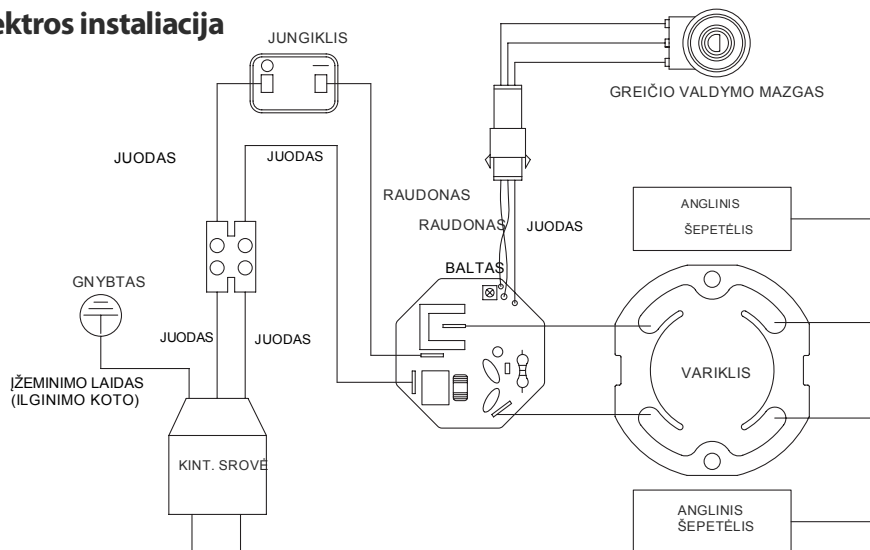 ektros instaliacija
JUNGIKLIS
GREIČIO VALDYMO MAZGAS
JUODAS
JUODAS
RAUDONAS
RAUDONAS
JUODAS
ANGLINIS
ŠEPETĖLIS
BALTAS
GNYBTAS
JUODAS
JUODAS
ĮŽEMINIMO LAIDAS
(ILGINIMO KOTO)
VARIKLIS
KINT. SROVĖ
ANGLINIS
ŠEPETĖLIS